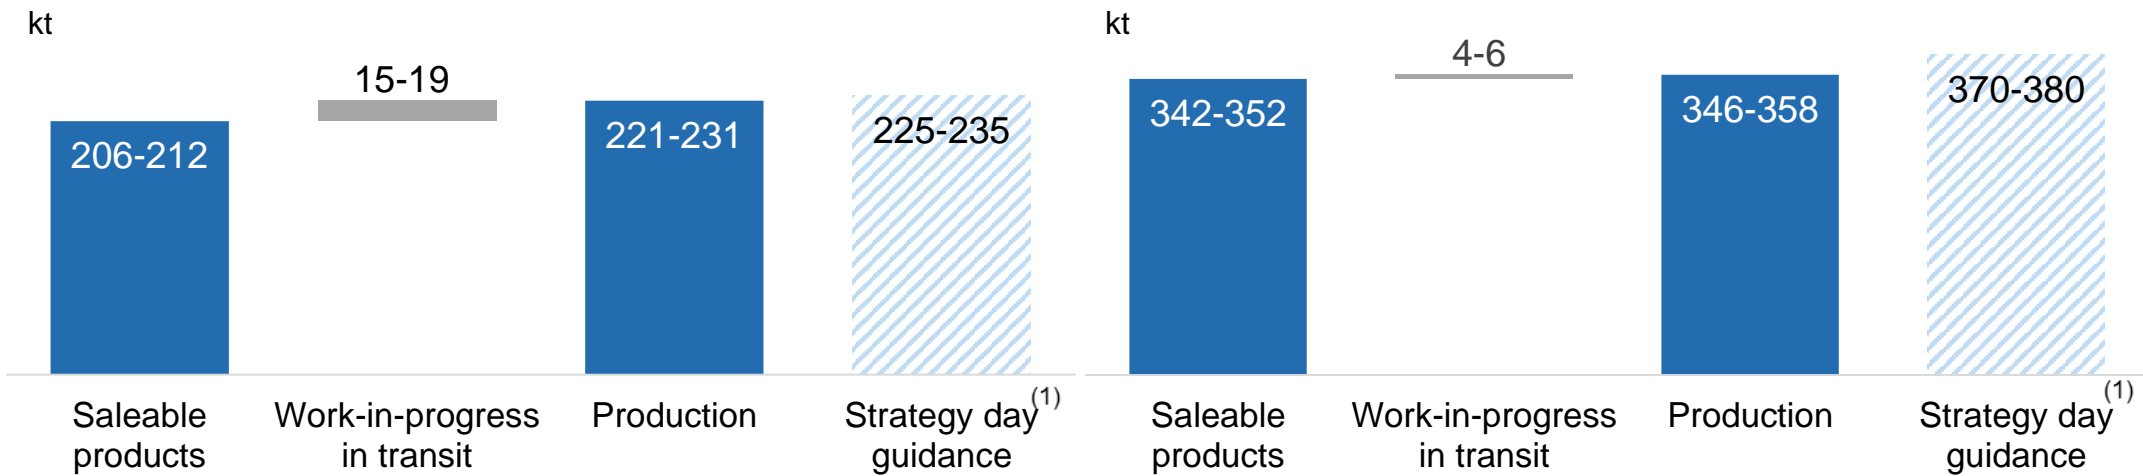 kt
15-19
206-212
221-231
225-235
Saleable
products
Work-in-progress
in transit
Production
Strategy day(1)
guidance
kt
4-6
342-352
346-358
370-380
Saleable
products
Work-in-progress
in transit
Production
Strategy day(1)
guidance